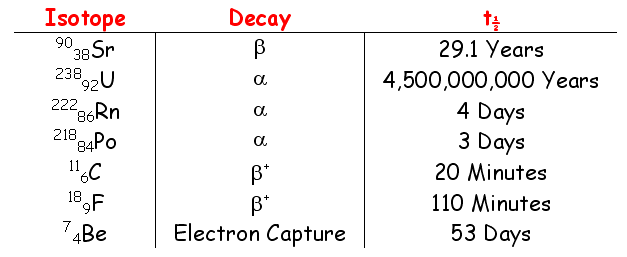 Isotope Decay t½
⁹⁰₃₈Sr β 29.1 Years
²³⁸₉₂U α 4,500,000,000 Years
²²²₈₆Rn α 4 Days
²¹⁸₈₄Po α 3 Days
¹¹₆C β⁺ 20 Minutes
¹⁸₉F β⁺ 110 Minutes
⁷₄Be Electron Capture 53 Days